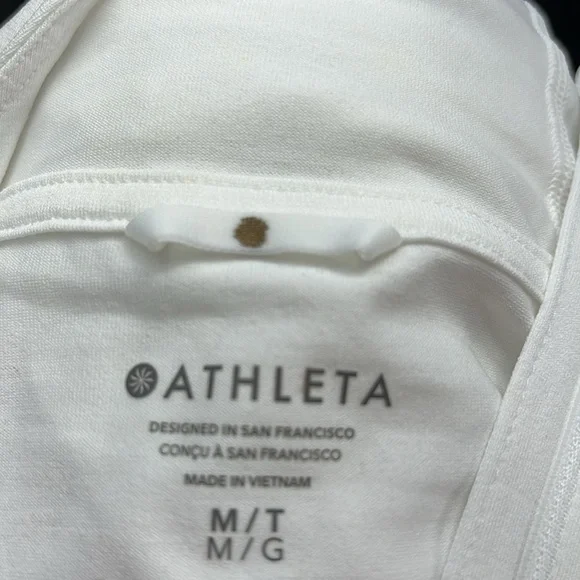 ATHLETA
DESIGNED IN SAN FRANCISCO
CONÇU À SAN FRANCISCO
MADE IN VIETNAM
M / T
M / G